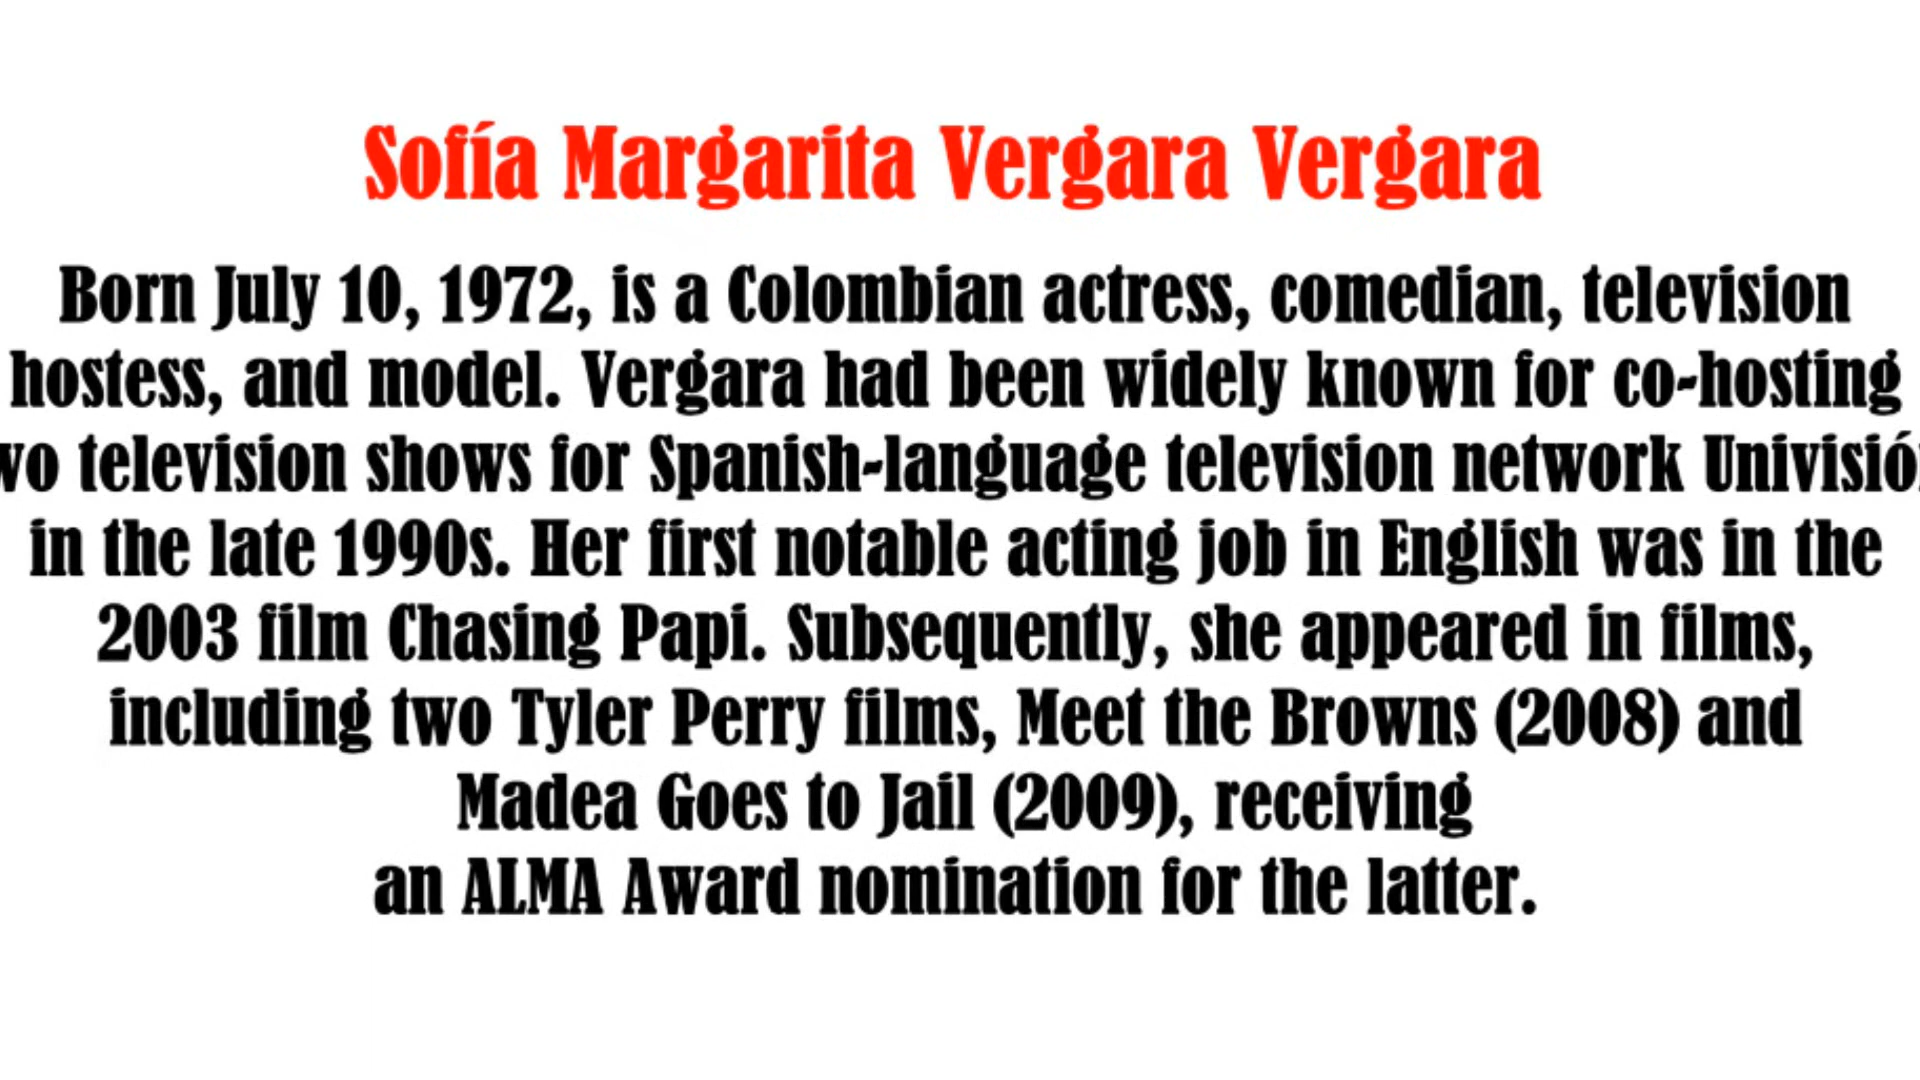 Sofía Margarita Vergara Vergara
Born July 10, 1972, is a Colombian actress, comedian, television
hostess, and model. Vergara had been widely known for co-hosting
wo television shows for Spanish-language television network Univisió
in the late 1990s. Her first notable acting job in English was in the
2003 film Chasing Papi. Subsequently, she appeared in films,
including two Tyler Perry films, Meet the Browns (2008) and
Madea Goes to Jail (2009), receiving
an ALMA Award nomination for the latter.